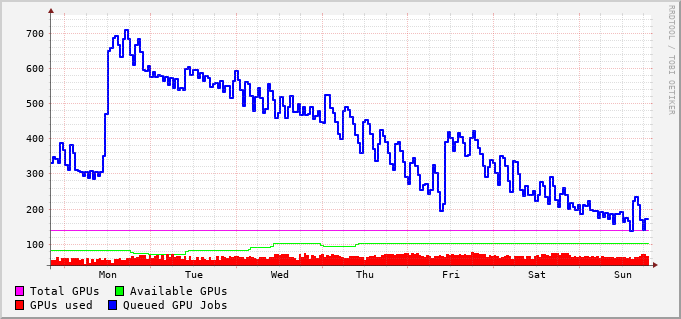 700
600
500
400
300
200
100
Mon Tue Wed Thu Fri Sat Sun
Total GPUs Available GPUs
GPUs used Queued GPU Jobs
RRDTOOL / TOBI OETIKER